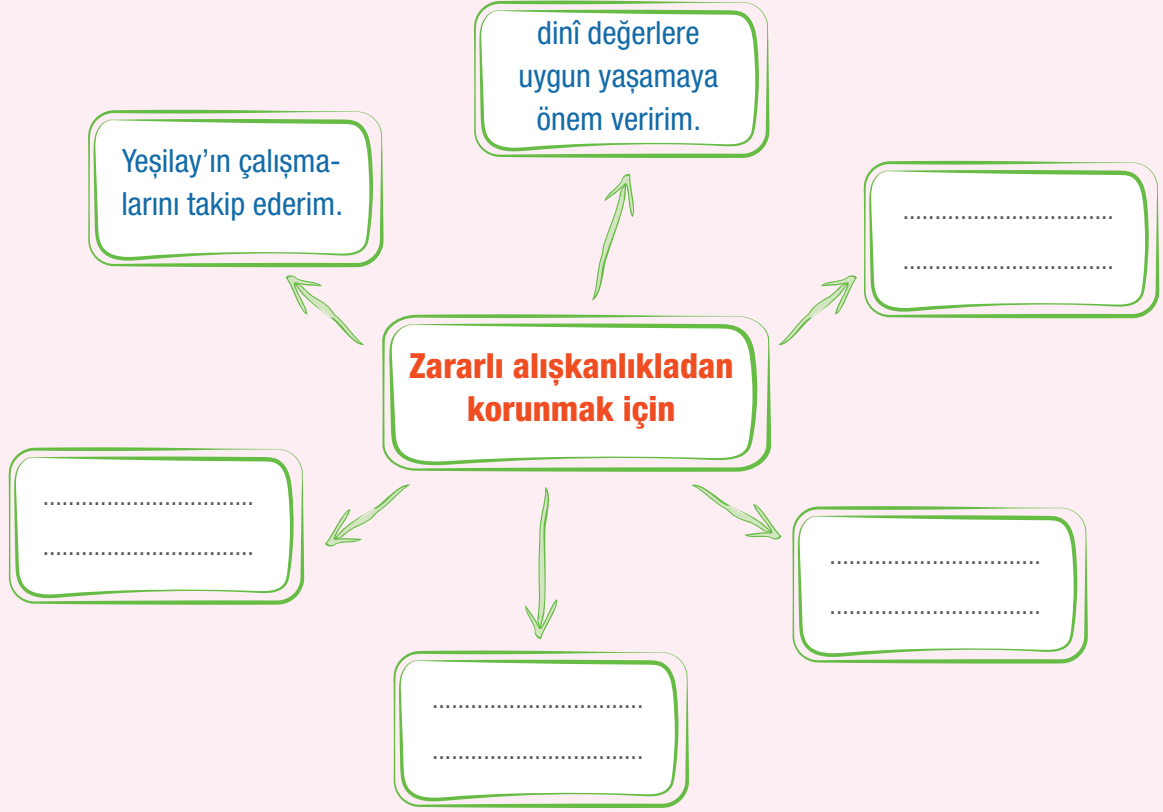 dinî değerlere
uygun yaşamaya
önem veririm.
Yeşilay’ın çalışma-
larını takip ederim.
................................
................................
Zararlı alışkanlıkladan
korunmak için
................................
................................
................................
................................
................................
................................